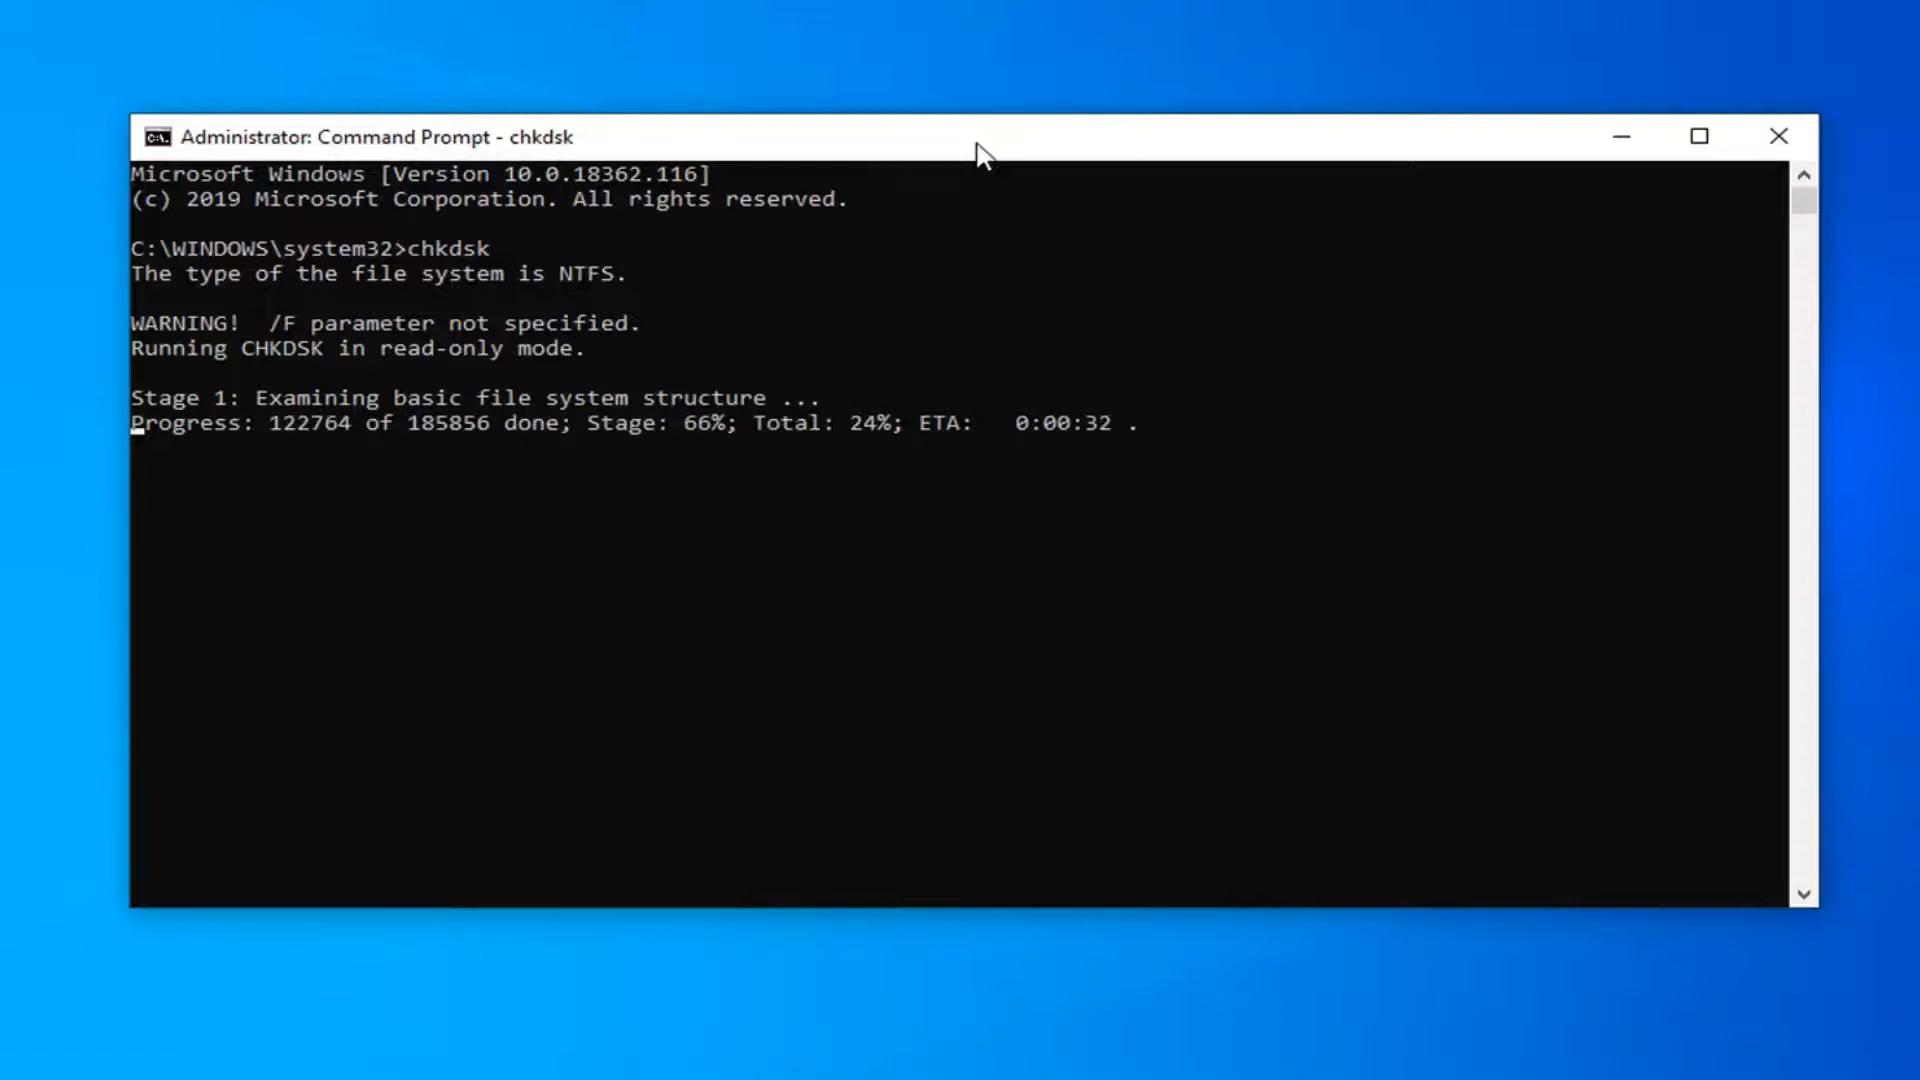 Administrator: Command Prompt - chkdsk
Microsoft Windows [Version 10.0.18362.116]
(c) 2019 Microsoft Corporation. All rights reserved.
C:\WINDOWS\system32>chkdsk
The type of the file system is NTFS.
WARNING!  /F parameter not specified.
Running CHKDSK in read-only mode.
Stage 1: Examining basic file system structure ...
Progress: 122764 of 185856 done; Stage: 66%; Total: 24%; ETA:   0:00:32 .